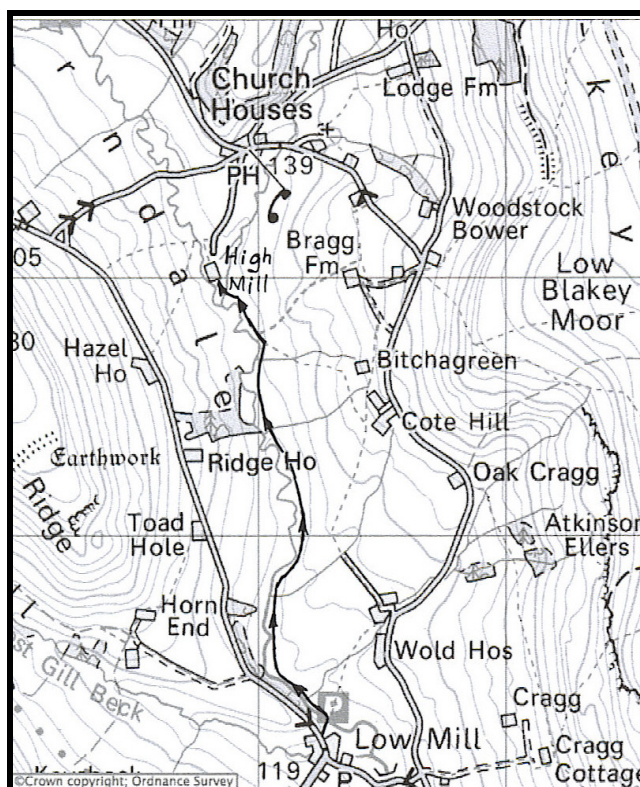 Ho
Church
Houses
Lodge Fm
k
e
y
r
n
d
a
l
e
PH
139
Woodstock
Bower
Bragg
Fm
05
High
Mill
Low
Blakey
Moor
80
Hazel
Ho
Bitchagreen
Cote Hill
Earthwork
Ridge Ho
Oak Cragg
Ridge
Toad
Hole
Atkinson
Ellers
Horn
End
Wold Hos
Gill Beck
P
Cragg
Low Mill
Cragg
Cottage
119
P
©Crown copyright; Ordnance Survey